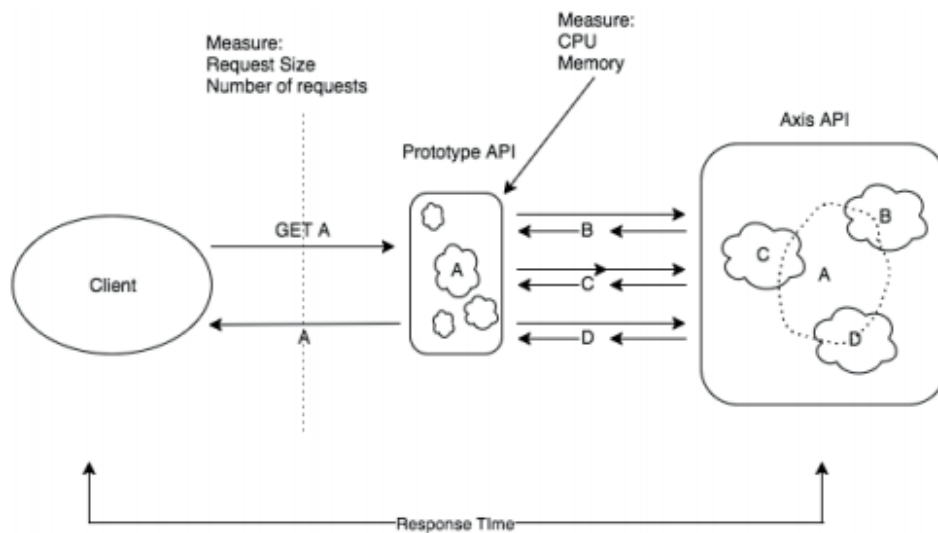 Measure:
Request Size
Number of requests
Measure:
CPU
Memory
Axis API
Prototype API
GET A
B
B
C
A
Client
A
C
A
D
D
Response TIme